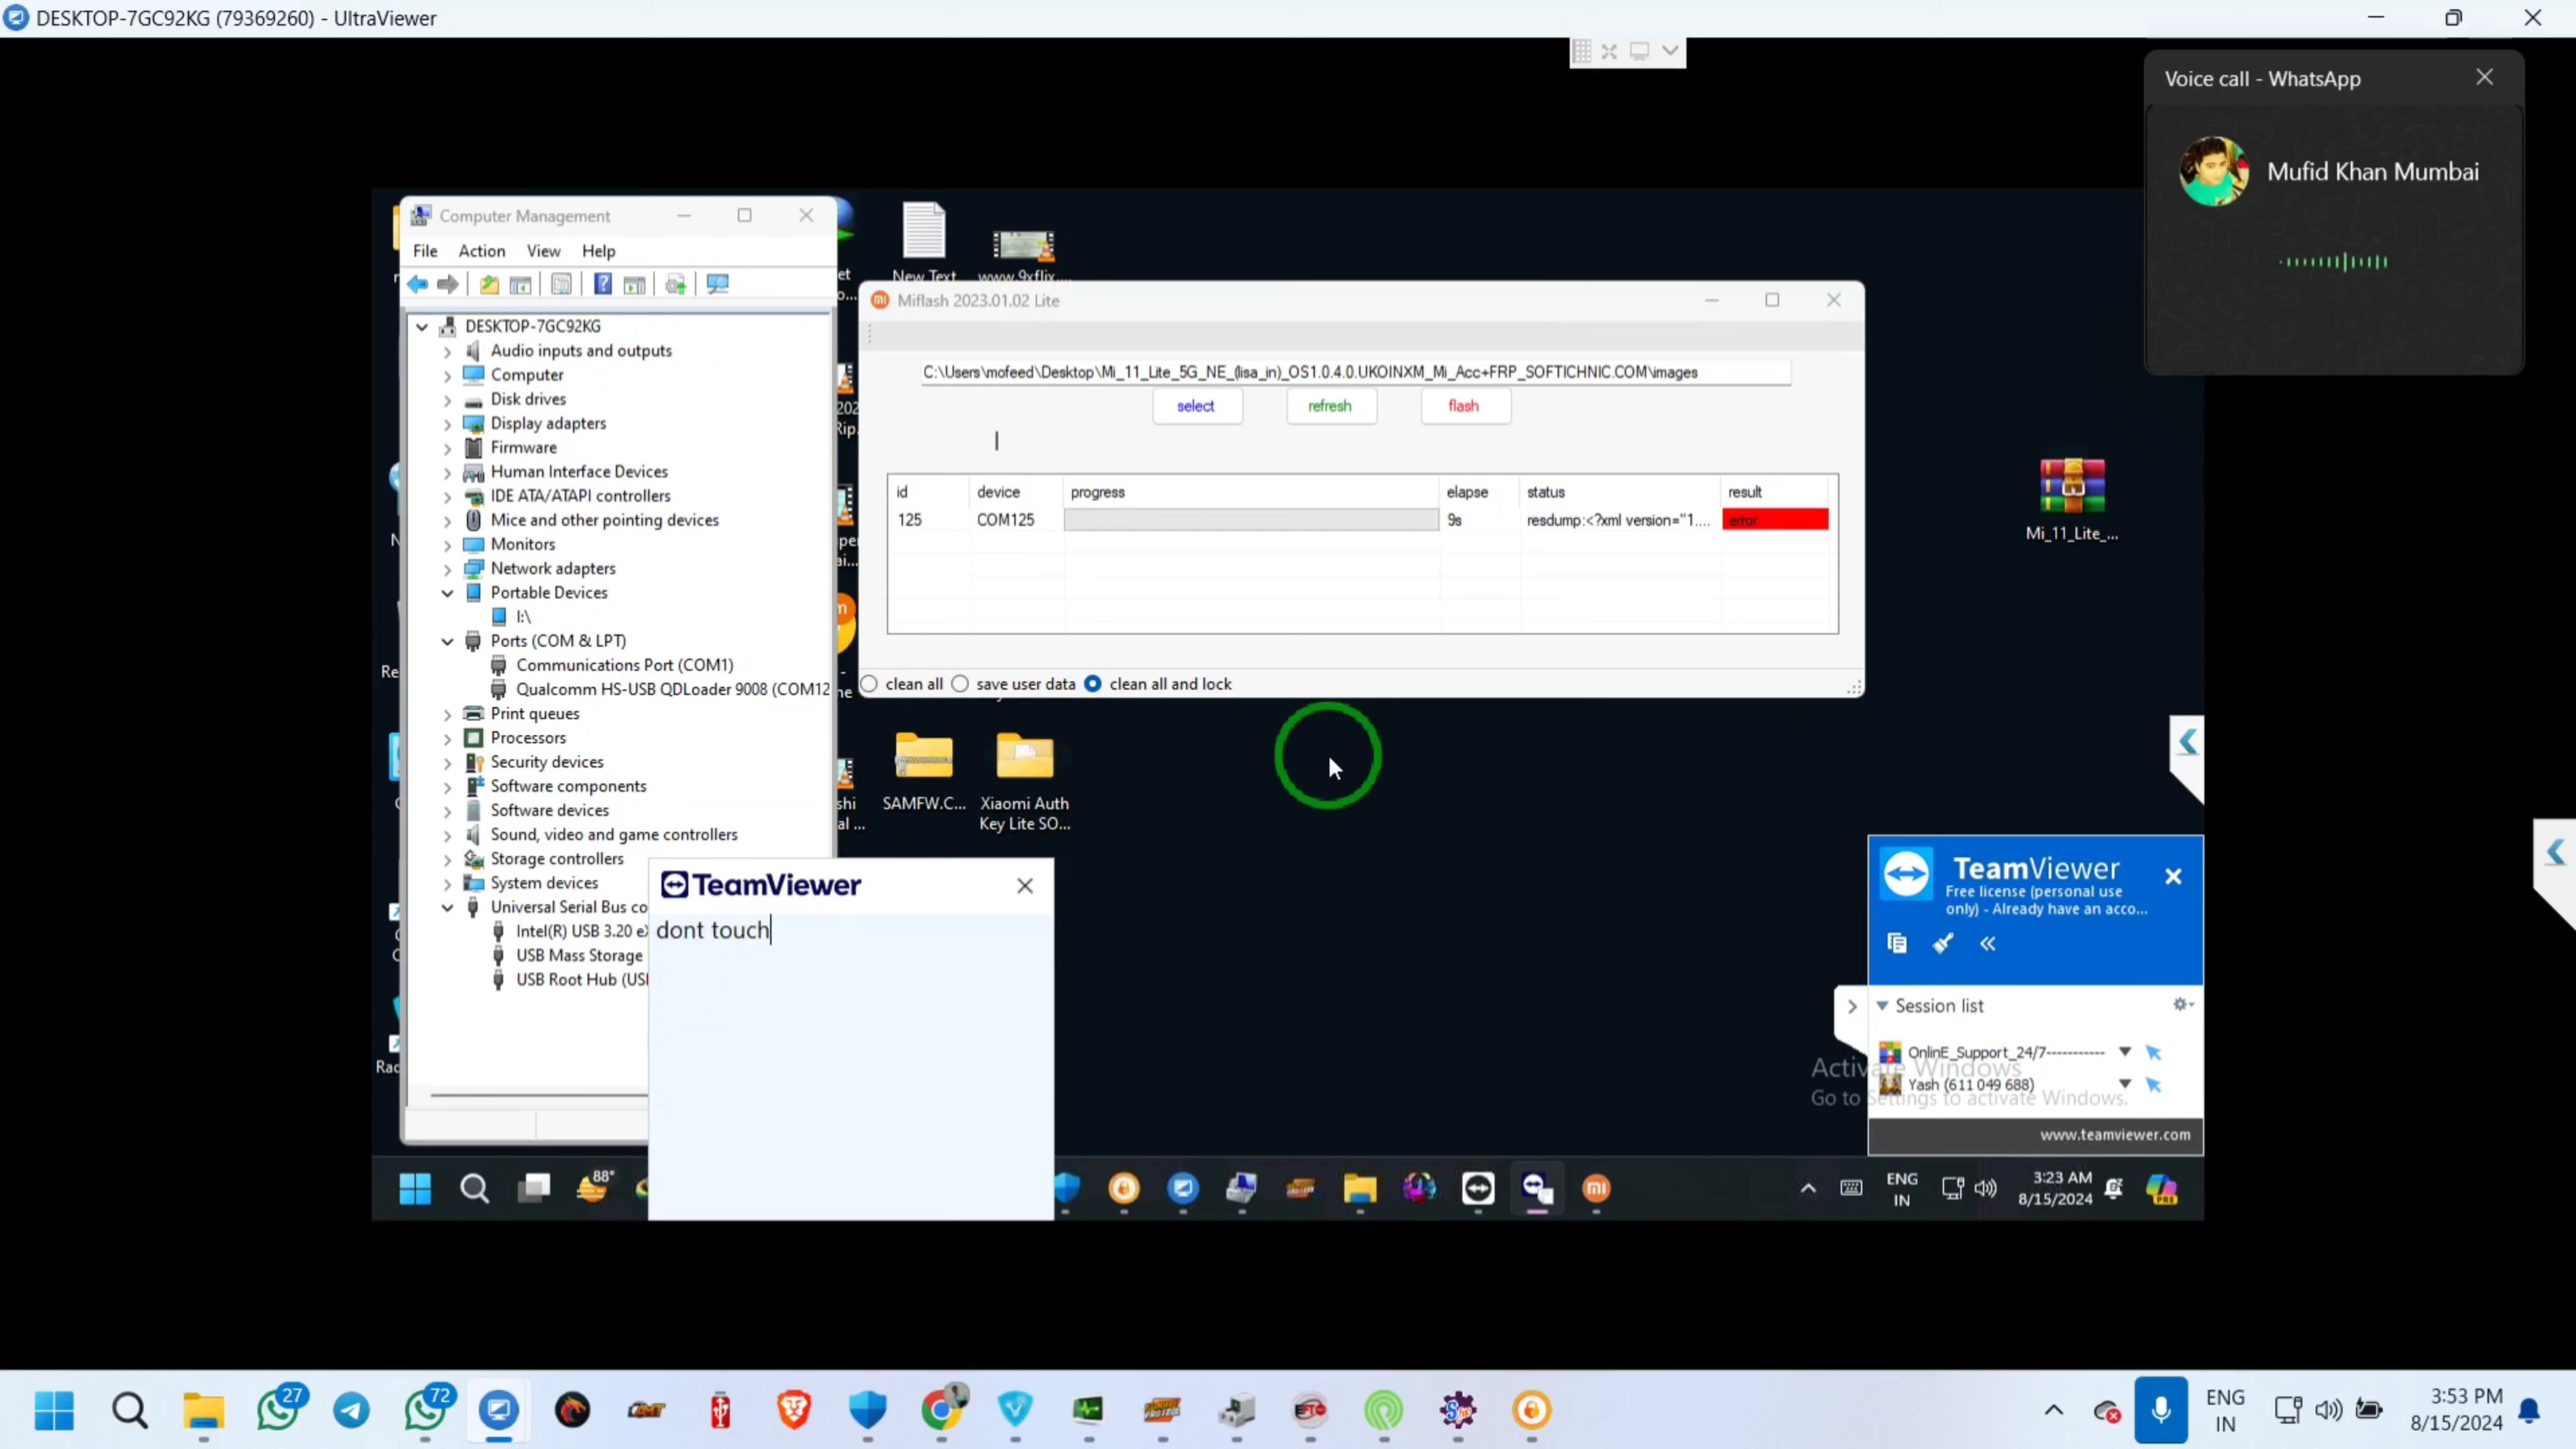 DESKTOP-7GC92KG (79369260) - UltraViewer
Voice call - WhatsApp
Mufid Khan Mumbai
Computer Management
File Action View Help
DESKTOP-7GC92KG
Audio inputs and outputs
Computer
Disk drives
Display adapters
Firmware
Human Interface Devices
IDE ATA/ATAPI controllers
Mice and other pointing devices
Monitors
Network adapters
Portable Devices
I:\
Ports (COM & LPT)
Communications Port (COM1)
Qualcomm HS-USB QDLoader 9008 (COM12
Print queues
Processors
Security devices
Software components
Software devices
Sound, video and game controllers
Storage controllers
System devices
Universal Serial Bus co
Intel(R) USB 3.20 eX
USB Mass Storage
USB Root Hub (USI
New Text
www.9xflix....
Miflash 2023.01.02 Lite
C:\Users\mofeed\Desktop\Mi_11_Lite_5G_NE_(lisa_in)_OS1.0.4.0.UKOINXM_Mi_Acc+FRP_SOFTICHNIC.COM\images
select refresh flash
id device progress elapse status result
125 COM125 9s resdump:<?xml version="1.... error
clean all save user data clean all and lock
Mi_11_Lite_...
SAMFW.C...
Xiaomi Auth
Key Lite SO...
TeamViewer
dont touch
TeamViewer
Free license (personal use
only) - Already have an acco...
Session list
OnlinE_Support_24/7-----------
Yash (611 049 688)
Activate Windows
Go to Settings to activate Windows.
www.teamviewer.com
88°
ENG
IN
3:23 AM
8/15/2024
PRE
27
72
ENG
IN
3:53 PM
8/15/2024